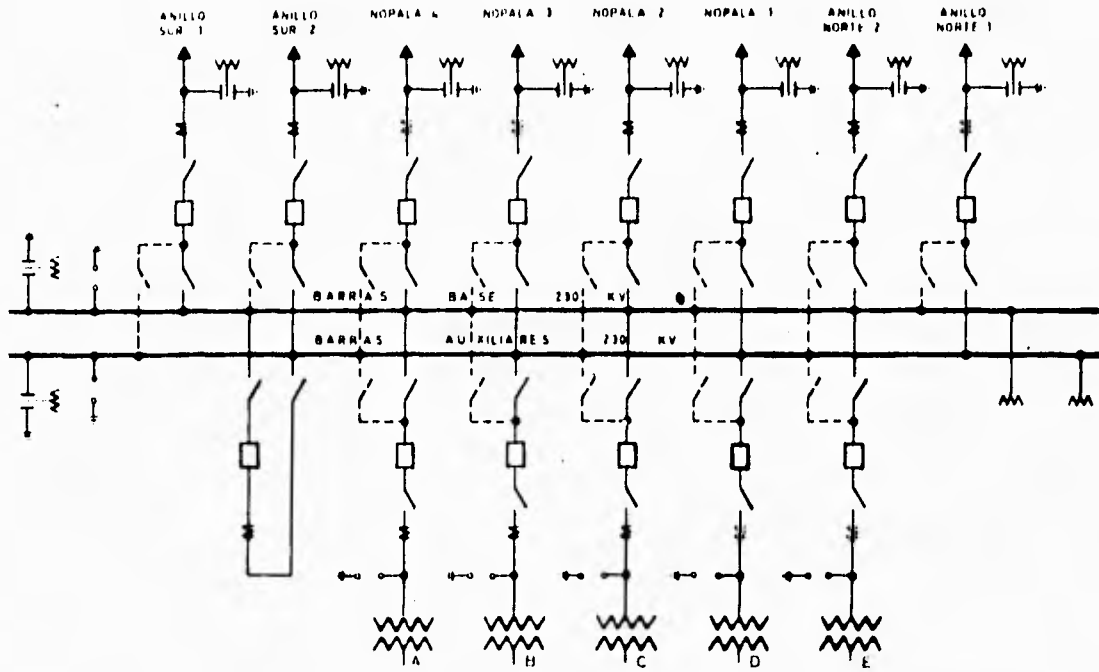 ANILLO
SUR 1
ANILLO
SUR 2
NOPALA 4
NOPALA 3
NOPALA 2
NOPALA 1
ANILLO
NORTE 2
ANILLO
NORTE 1
BARRAS BASE 230 KV
BARRAS AUXILIARES 230 KV
A
B
C
D
E